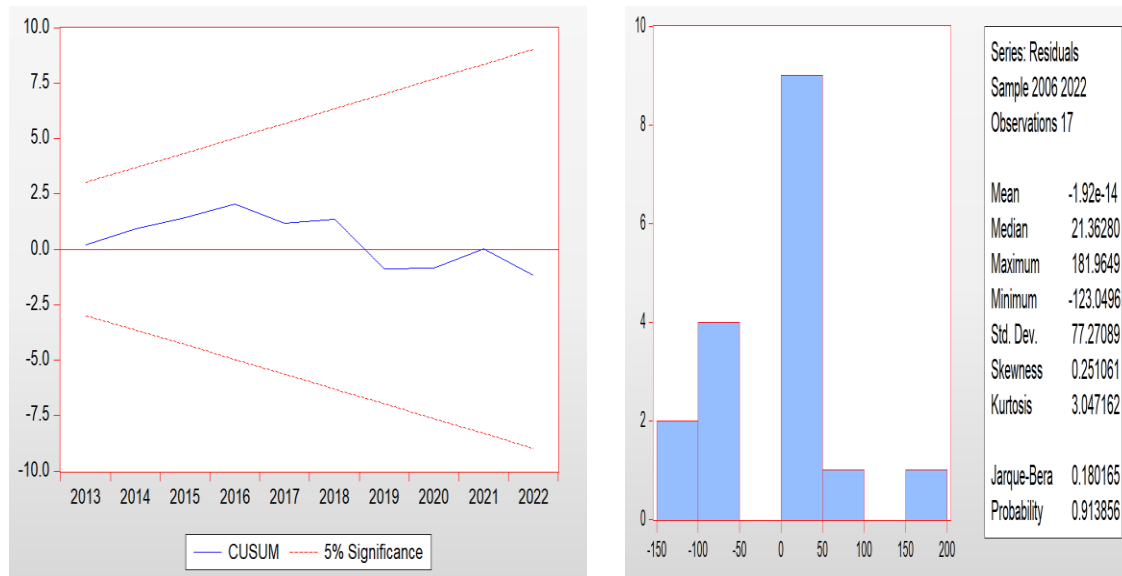 10.0
7.5
5.0
2.5
0.0
-2.5
-5.0
-7.5
-10.0
2013 2014 2015 2016 2017 2018 2019 2020 2021 2022
CUSUM 5% Significance
10
8
6
4
2
0
-150 -100 -50 0 50 100 150 200
Series: Residuals
Sample 2006 2022
Observations 17
Mean -1.92e-14
Median 21.36280
Maximum 181.9649
Minimum -123.0496
Std. Dev. 77.27089
Skewness 0.251061
Kurtosis 3.047162
Jarque-Bera 0.180165
Probability 0.913856